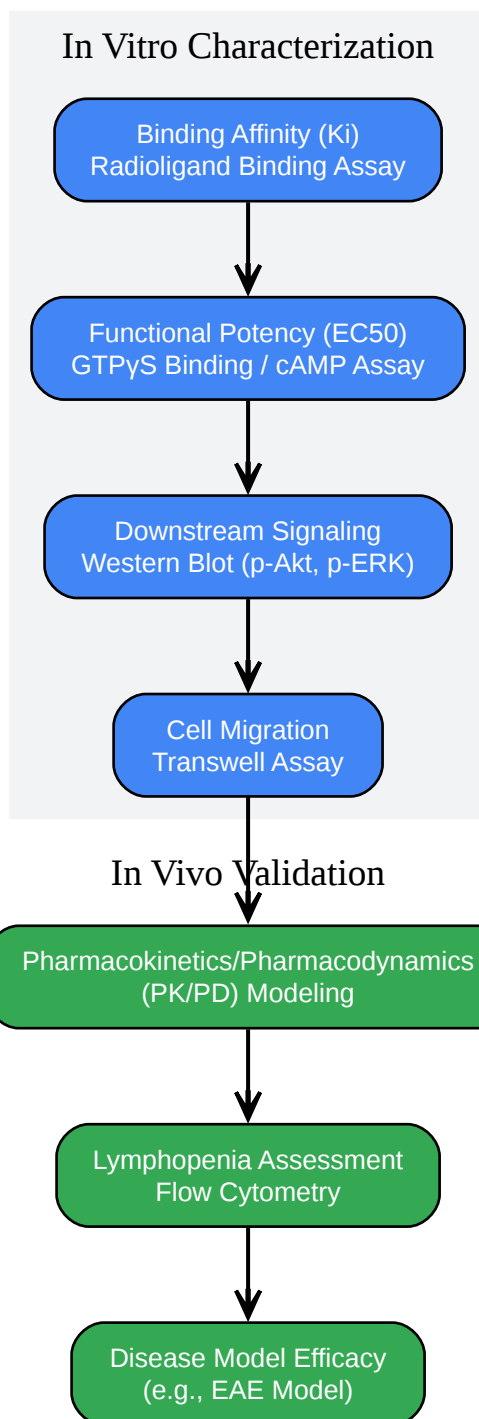 In Vitro Characterization
Binding Affinity (Ki)
Radioligand Binding Assay
Functional Potency (EC50)
GTPγS Binding / cAMP Assay
Downstream Signaling
Western Blot (p-Akt, p-ERK)
Cell Migration
Transwell Assay
In Vivo Validation
Pharmacokinetics/Pharmacodynamics
(PK/PD) Modeling
Lymphopenia Assessment
Flow Cytometry
Disease Model Efficacy
(e.g., EAE Model)